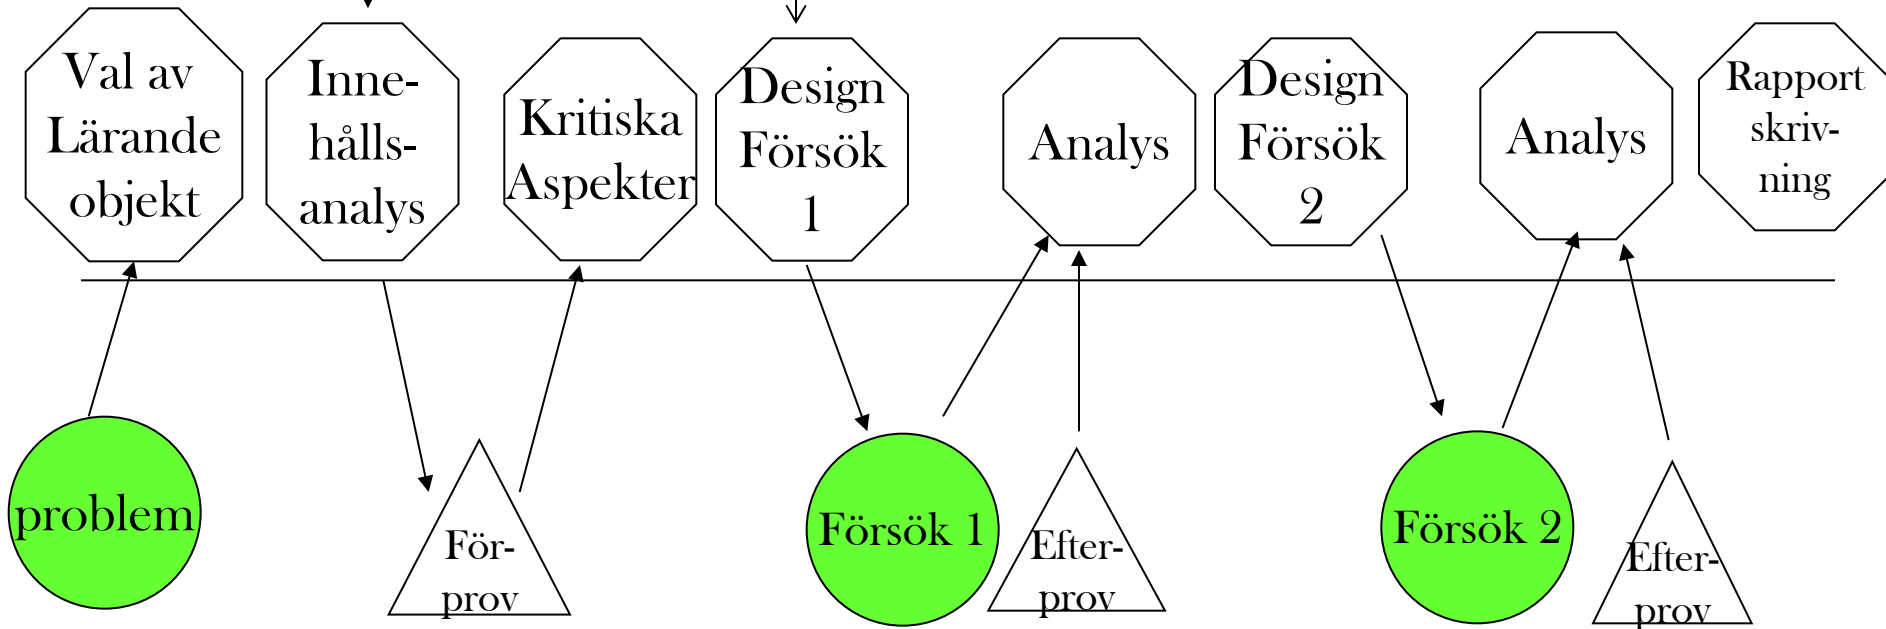 Val av
Lärande
objekt
Inne-
hålls-
analys
Kritiska
Aspekter
Design
Försök
1
Analys
Design
Försök
2
Analys
Rapport
skriv-
ning
problem
För-
prov
Försök 1
Efter-
prov
Försök 2
Efter-
prov